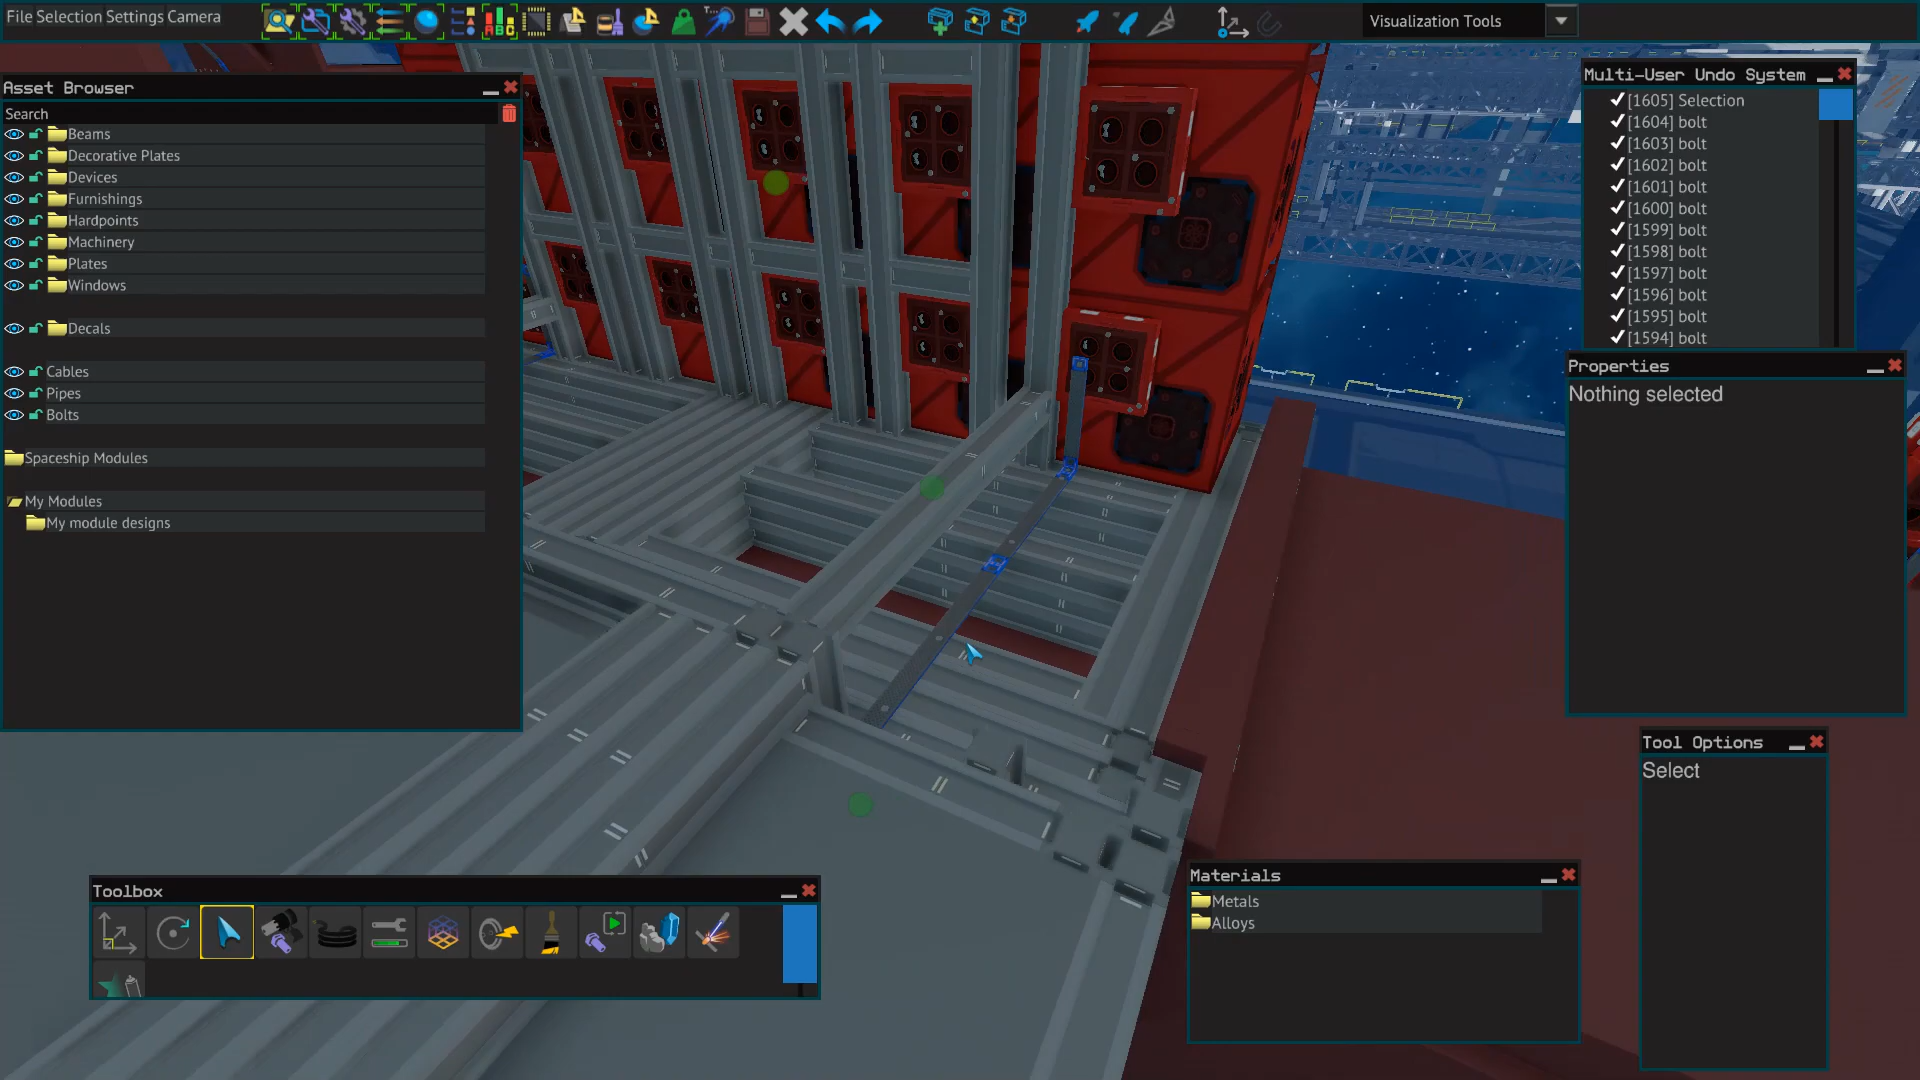 File Selection Settings Camera
Visualization Tools
Asset Browser
Search
Beams
Decorative Plates
Devices
Furnishings
Hardpoints
Machinery
Plates
Windows
Decals
Cables
Pipes
Bolts
Spaceship Modules
My Modules
My module designs
Multi-User Undo System
[1605] Selection
[1604] bolt
[1603] bolt
[1602] bolt
[1601] bolt
[1600] bolt
[1599] bolt
[1598] bolt
[1597] bolt
[1596] bolt
[1595] bolt
[1594] bolt
Properties
Nothing selected
Tool Options
Select
Toolbox
Materials
Metals
Alloys